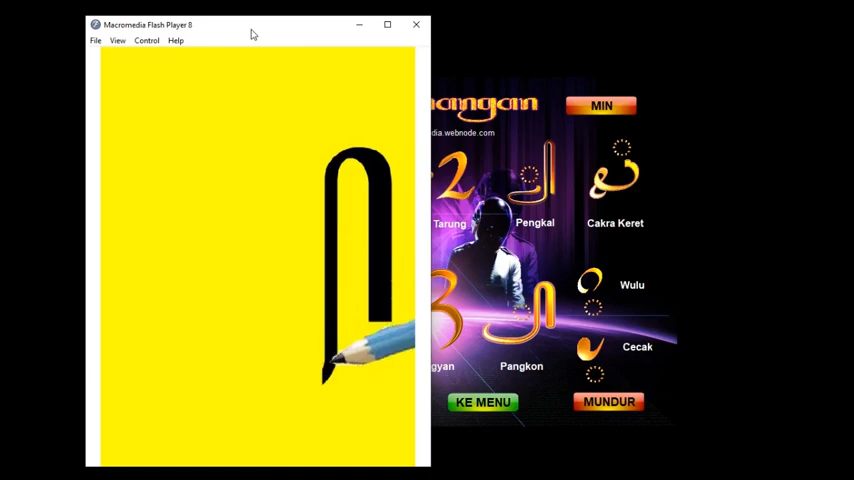 Macromedia Flash Player 8
File View Control Help
MIN
dia.webnode.com
Tarung
Pengkal
Cakra Keret
Wulu
Cecak
gyan
Pangkon
KE MENU
MUNDUR